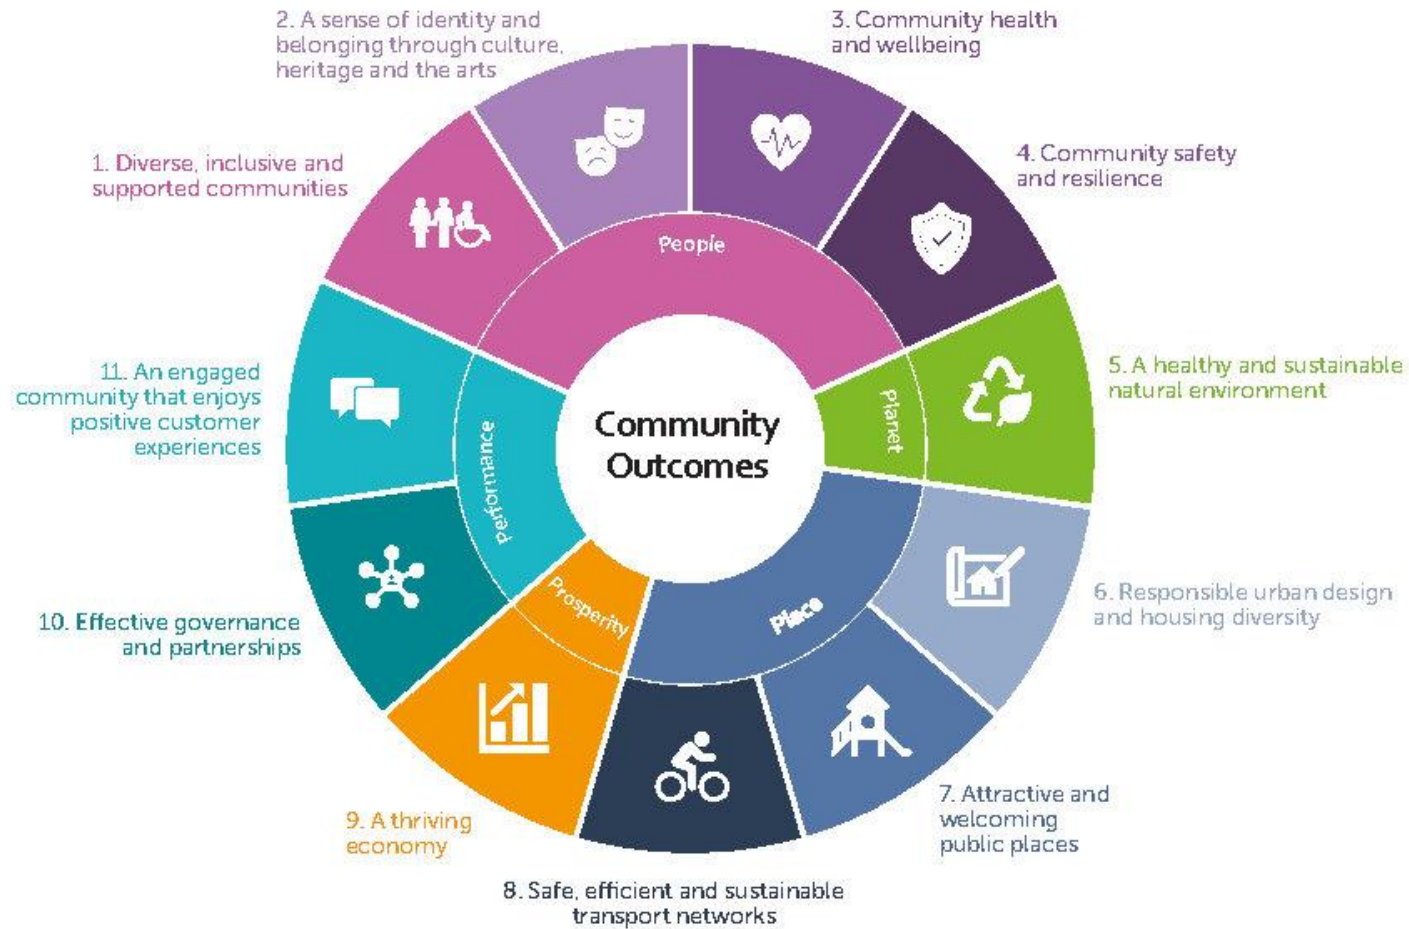 2. A sense of identity and
belonging through culture,
heritage and the arts
3. Community health
and wellbeing
1. Diverse, inclusive and
supported communities
4. Community safety
and resilience
People
11. An engaged
community that enjoys
positive customer
experiences
5. A healthy and sustainable
natural environment
Planet
Community
Outcomes
Performance
Prosperity
Place
10. Effective governance
and partnerships
6. Responsible urban design
and housing diversity
9. A thriving
economy
7. Attractive and
welcoming
public places
8. Safe, efficient and sustainable
transport networks